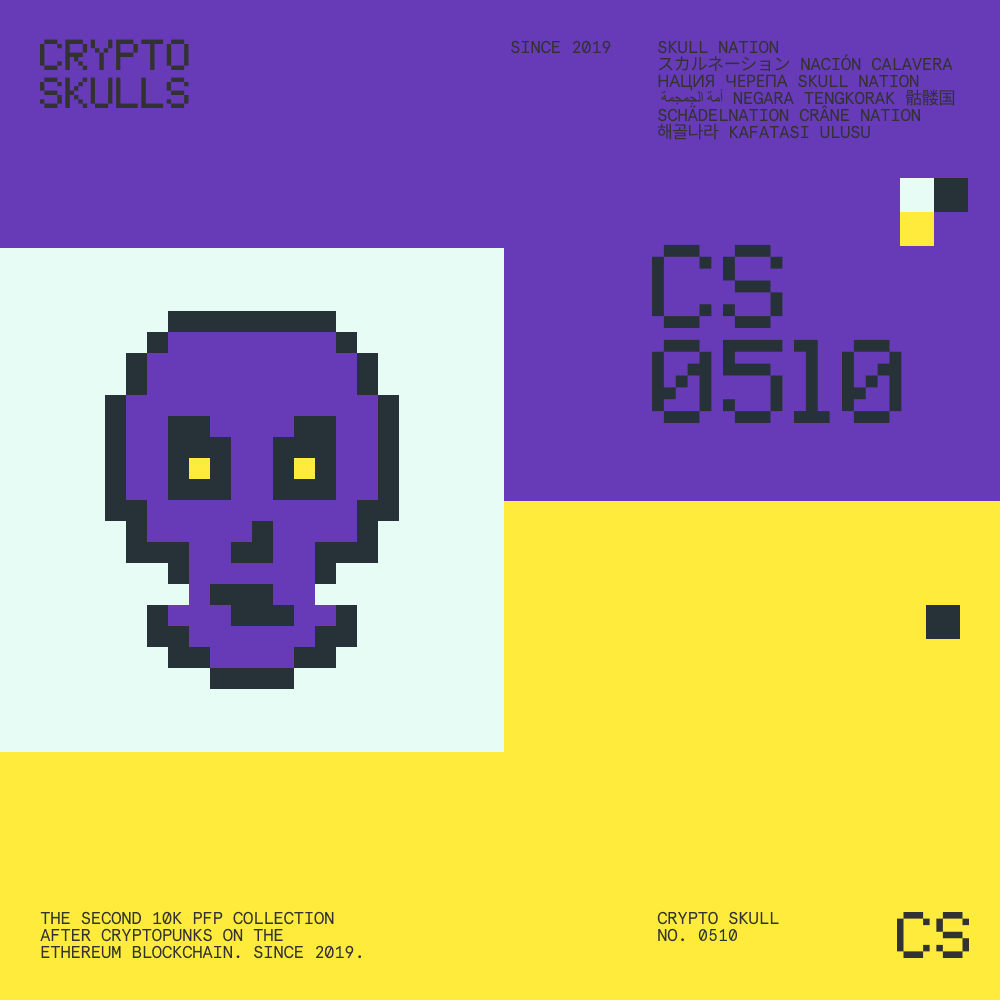 CRYPTO
SKULLS
SINCE 2019
SKULL NATION
スカルネーション NACIÓN CALAVERA
НАЦИЯ ЧЕРЕПА SKULL NATION
أمة الجمجمة NEGARA TENGKORAK 骷髅国
SCHÄDELNATION CRÂNE NATION
해골나라 KAFATASI ULUSU
CS
0510
THE SECOND 10K PFP COLLECTION
AFTER CRYPTOPUNKS ON THE
ETHEREUM BLOCKCHAIN. SINCE 2019.
CRYPTO SKULL
NO. 0510
CS